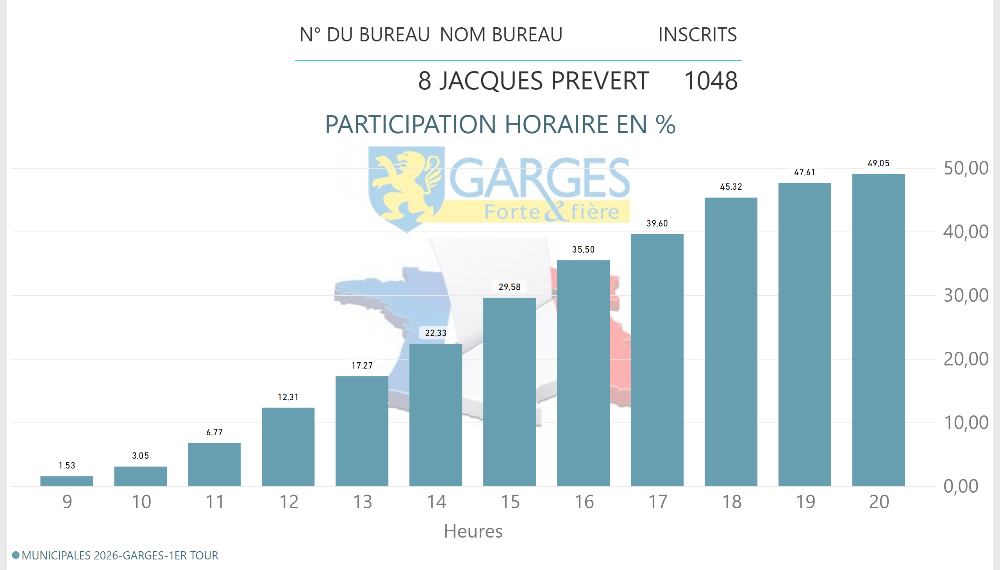 N° DU BUREAU NOM BUREAU INSCRITS
8 JACQUES PREVERT 1048
PARTICIPATION HORAIRE EN %
GARGES
Forte & fière
50,00
40,00
30,00
20,00
10,00
0,00
1,53
3,05
6,77
12,31
17,27
22,33
29,58
35,50
39,60
45,32
47,61
49,05
9 10 11 12 13 14 15 16 17 18 19 20
Heures
MUNICIPALES 2026-GARGES-1ER TOUR